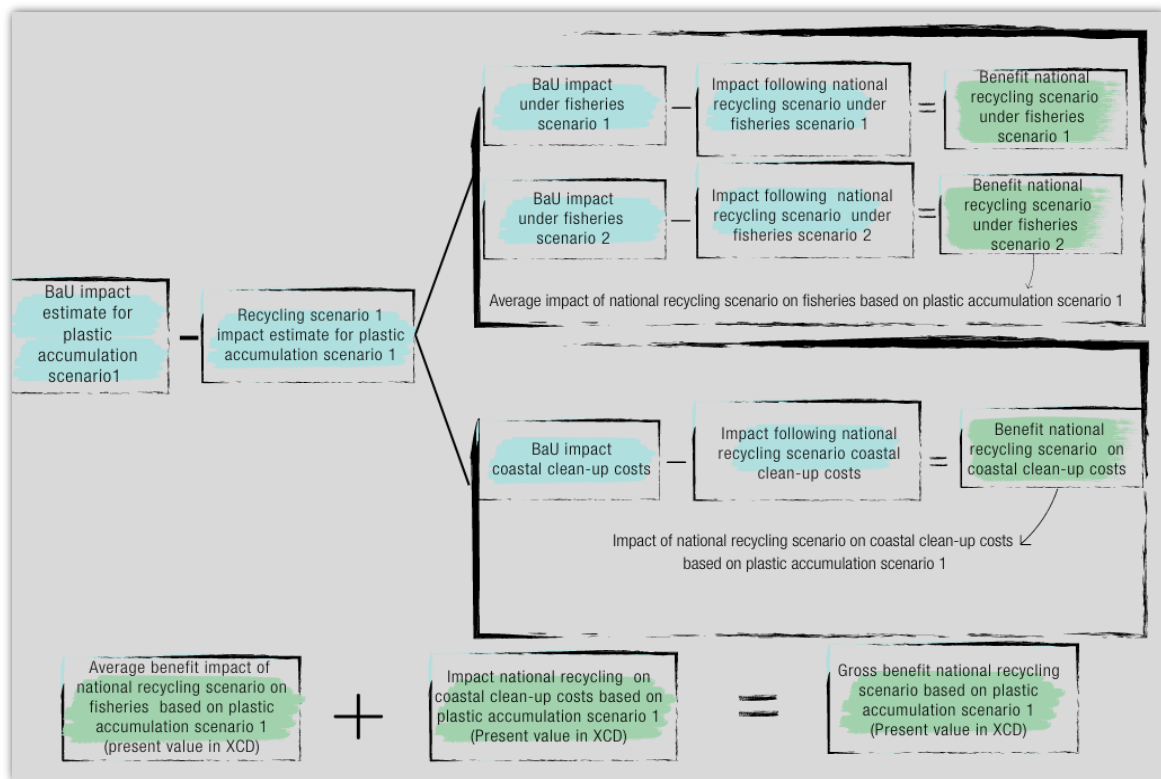 BaU impact
under fisheries
scenario 1
−
Impact following national
recycling scenario under
fisheries scenario 1
=
Benefit national
recycling scenario
under fisheries
scenario 1
BaU impact
under fisheries
scenario 2
−
Impact following national
recycling scenario under
fisheries scenario 2
=
Benefit national
recycling scenario
under fisheries
scenario 2
Average impact of national recycling scenario on fisheries based on plastic accumulation scenario 1
BaU impact
estimate for
plastic
accumulation
scenario1
−
Recycling scenario 1
impact estimate for plastic
accumulation scenario 1
BaU impact
coastal clean-up costs
−
Impact following national
recycling scenario coastal
clean-up costs
=
Benefit national
recycling scenario on
coastal clean-up costs
Impact of national recycling scenario on coastal clean-up costs
based on plastic accumulation scenario 1
Average benefit impact of
national recycling scenario on
fisheries based on plastic
accumulation scenario 1
(present value in XCD)
+
Impact national recycling on
coastal clean-up costs based on
plastic accumulation scenario 1
(Present value in XCD)
=
Gross benefit national recycling
scenario based on plastic
accumulation scenario 1
(Present value in XCD)